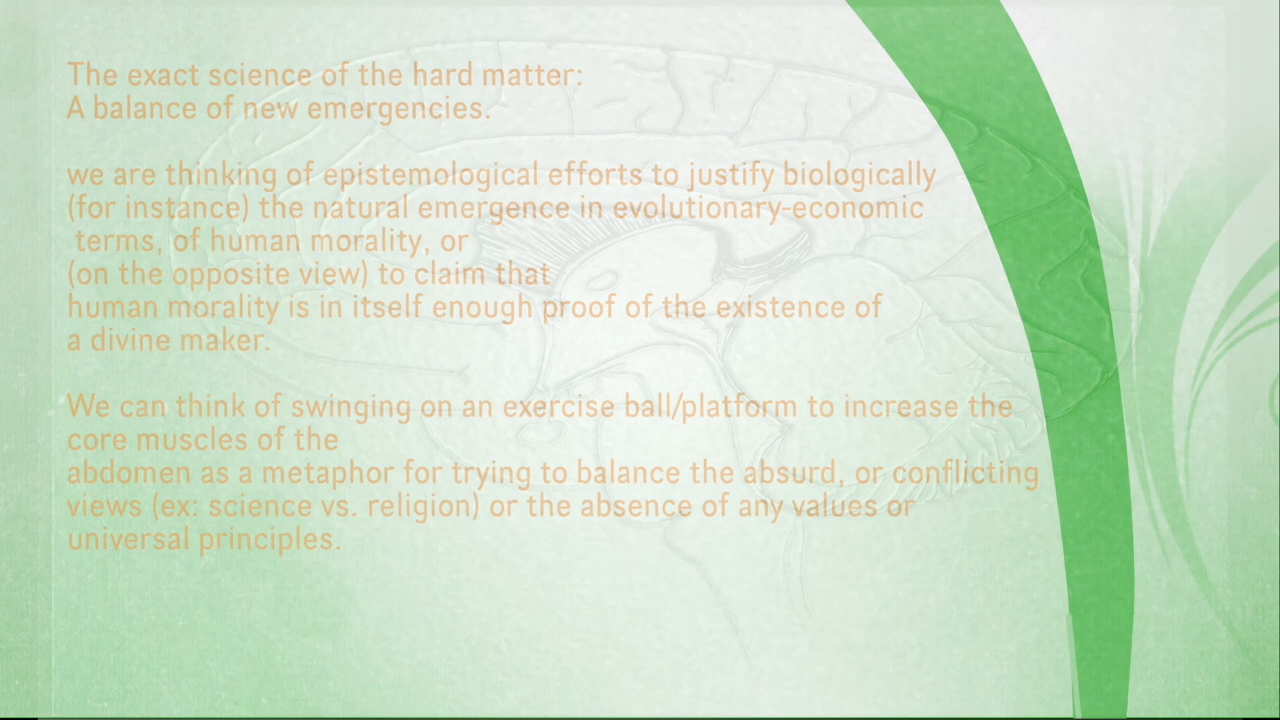 The exact science of the hard matter:
A balance of new emergencies.
we are thinking of epistemological efforts to justify biologically
(for instance) the natural emergence in evolutionary-economic
terms, of human morality, or
(on the opposite view) to claim that
human morality is in itself enough proof of the existence of
a divine maker.
We can think of swinging on an exercise ball/platform to increase the
core muscles of the
abdomen as a metaphor for trying to balance the absurd, or conflicting
views (ex: science vs. religion) or the absence of any values or
universal principles.